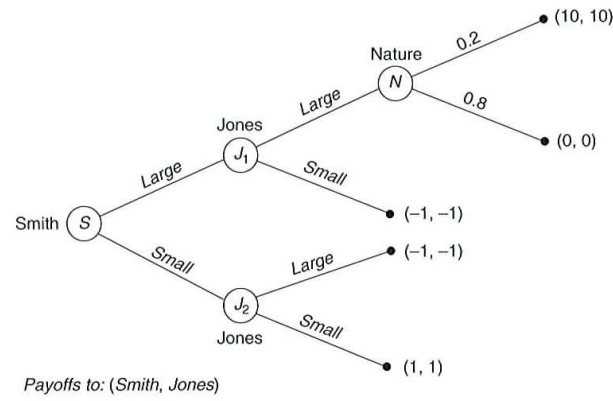 Nature
N
0.2
(10, 10)
0.8
(0, 0)
Large
Jones
J1
Small
(−1, −1)
Large
Smith
S
Small
Large
(−1, −1)
J2
Jones
Small
(1, 1)
Payoffs to: (Smith, Jones)